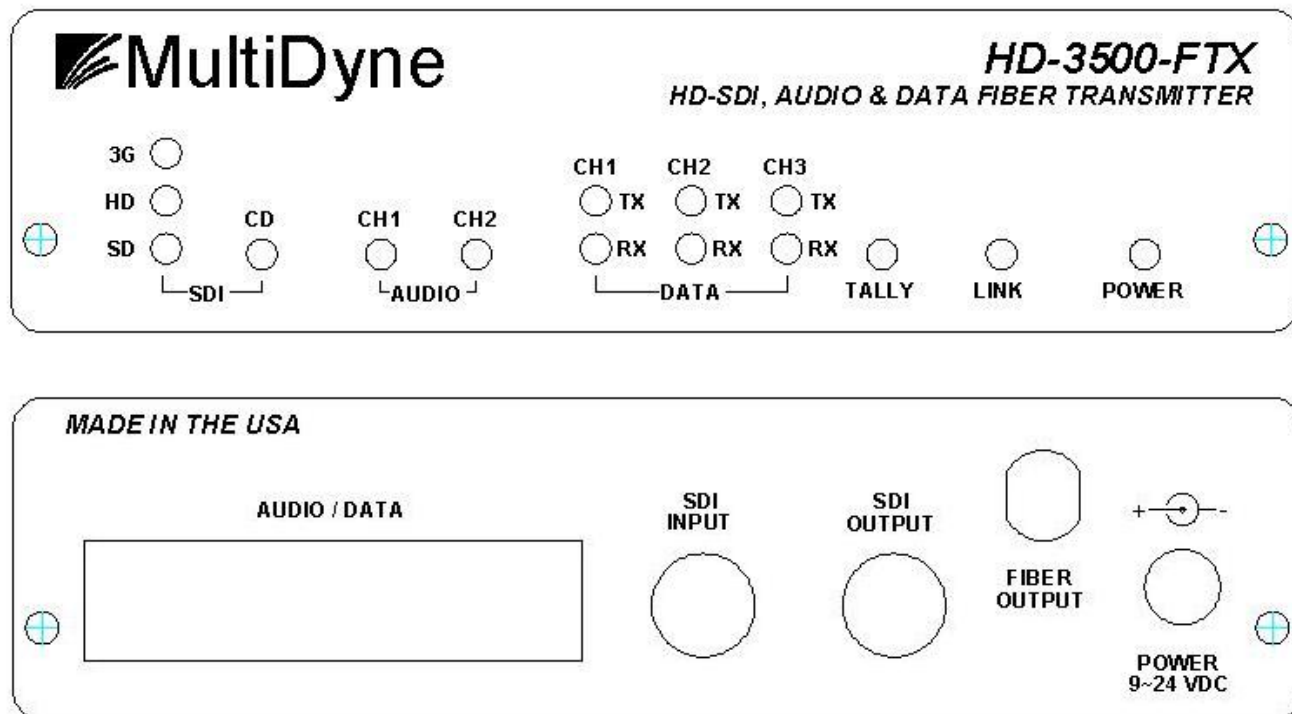 MultiDyne
HD-3500-FTX
HD-SDI, AUDIO & DATA FIBER TRANSMITTER
3G
HD
SD
CD
SDI
CH1 CH2
AUDIO
CH1 CH2 CH3
TX TX TX
RX RX RX
DATA
TALLY
LINK
POWER
MADE IN THE USA
AUDIO / DATA
SDI
INPUT
SDI
OUTPUT
FIBER
OUTPUT
+ -
POWER
9~24 VDC